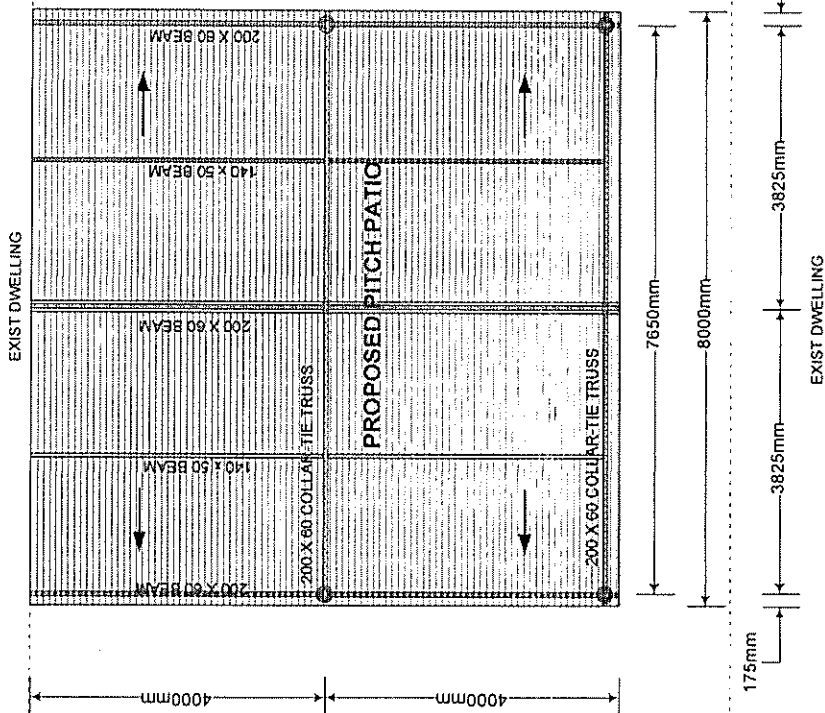 EXIST DWELLING
200 X 60 BEAM
140 x 50 BEAM
200 X 60 BEAM
140 x 50 BEAM
200 X 60 BEAM
PROPOSED PITCH PATIO
200 X 60 COLLAR-TIE TRUSS
200 X 60 COLLAR-TIE TRUSS
4000mm
4000mm
7650mm
8000mm
3825mm
3825mm
175mm
EXIST DWELLING